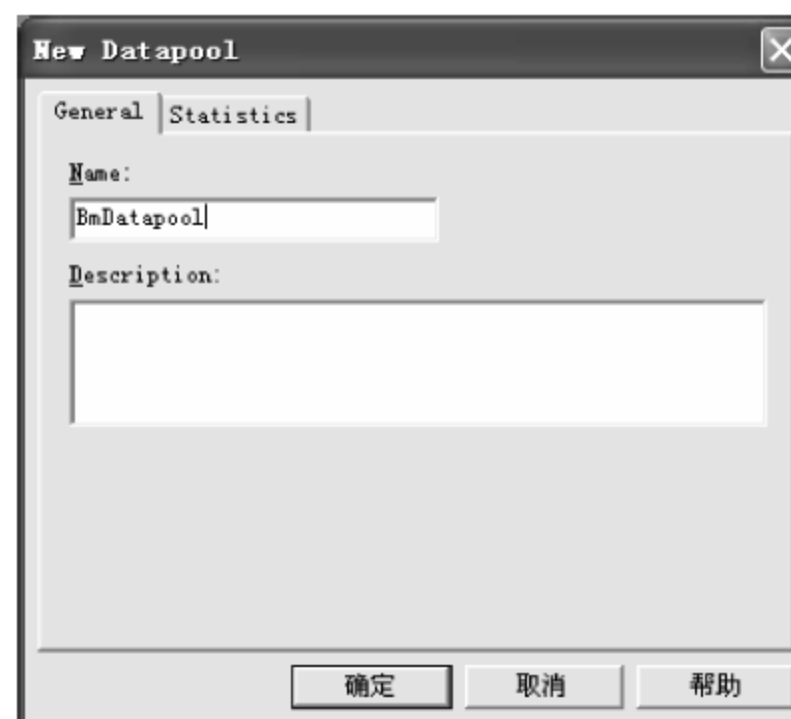 New Datapool
General Statistics
Name:
BmDatapool
Description:
确定 取消 帮助